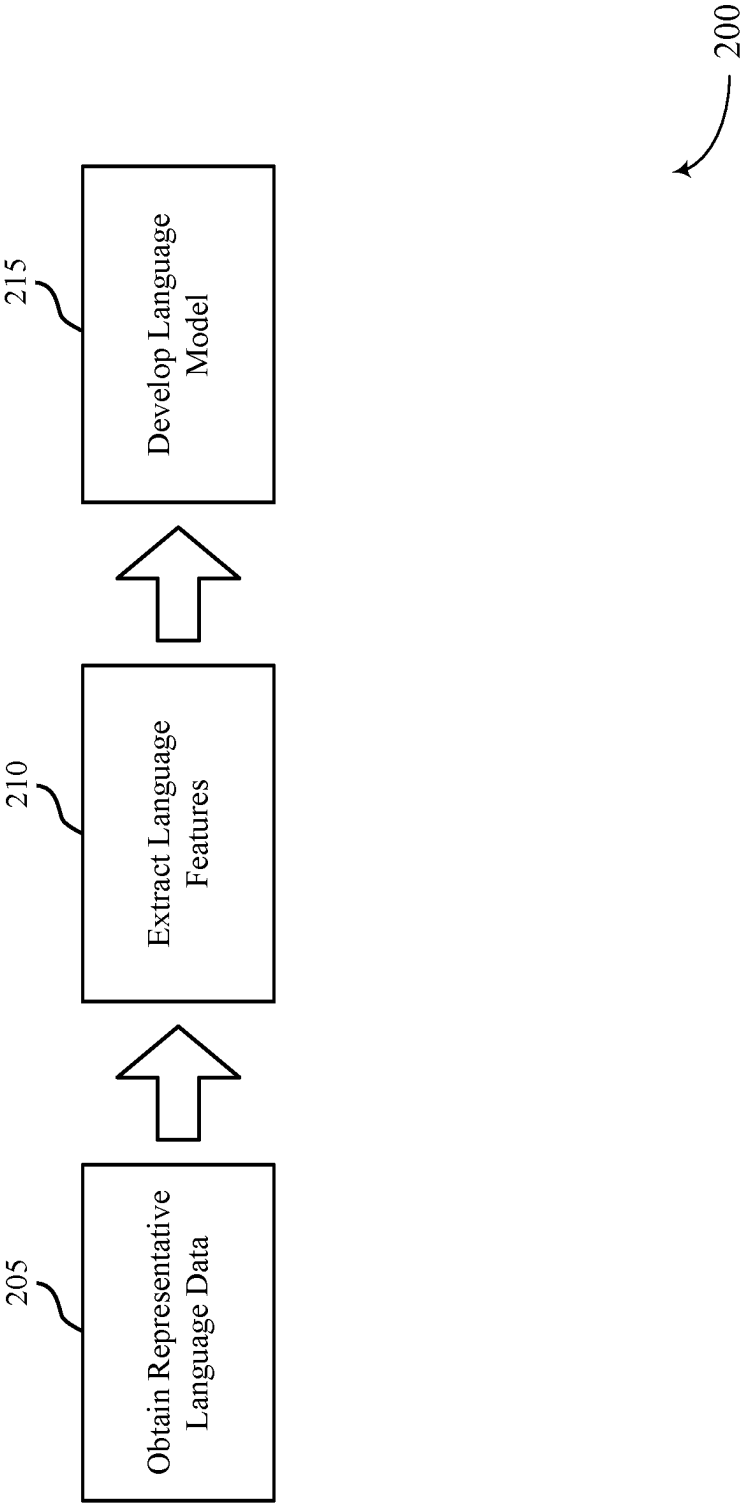 205
Obtain Representative
Language Data
210
Extract Language
Features
215
Develop Language
Model
200